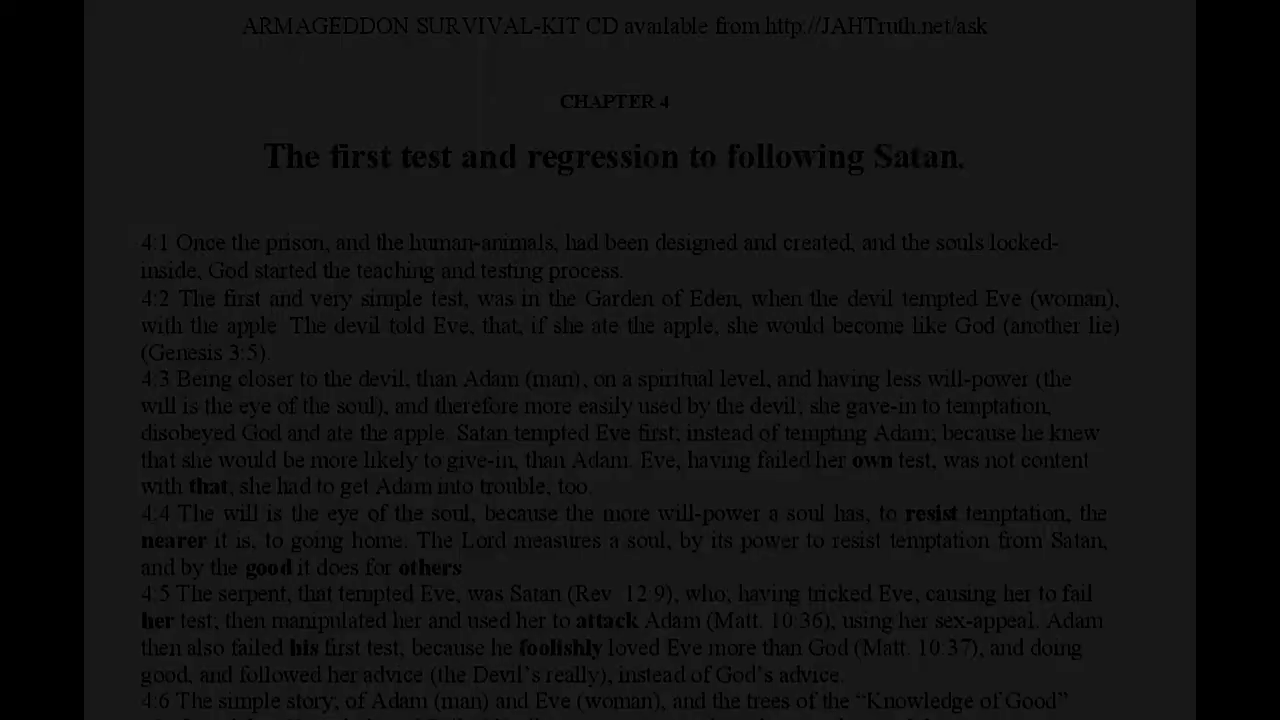 ARMAGEDDON SURVIVAL-KIT CD available from http://JAHTruth.net/ask
CHAPTER 4
The first test and regression to following Satan.
4:1 Once the prison, and the human-animals, had been designed and created, and the souls locked-
inside, God started the teaching and testing process.
4:2 The first and very simple test, was in the Garden of Eden, when the devil tempted Eve (woman),
with the apple. The devil told Eve, that, if she ate the apple, she would become like God (another lie)
(Genesis 3:5).
4:3 Being closer to the devil, than Adam (man), on a spiritual level, and having less will-power (the
will is the eye of the soul), and therefore more easily used by the devil; she gave-in to temptation,
disobeyed God and ate the apple. Satan tempted Eve first; instead of tempting Adam; because he knew
that she would be more likely to give-in, than Adam. Eve, having failed her own test, was not content
with that, she had to get Adam into trouble, too.
4:4 The will is the eye of the soul, because the more will-power a soul has, to resist temptation, the
nearer it is, to going home. The Lord measures a soul, by its power to resist temptation from Satan,
and by the good it does for others.
4:5 The serpent, that tempted Eve, was Satan (Rev. 12:9), who, having tricked Eve, causing her to fail
her test; then manipulated her and used her to attack Adam (Matt. 10:36), using her sex-appeal. Adam
then also failed his first test, because he foolishly loved Eve more than God (Matt. 10:37), and doing
good, and followed her advice (the Devil's really), instead of God's advice.
4:6 The simple story; of Adam (man) and Eve (woman), and the trees of the “Knowledge of Good”